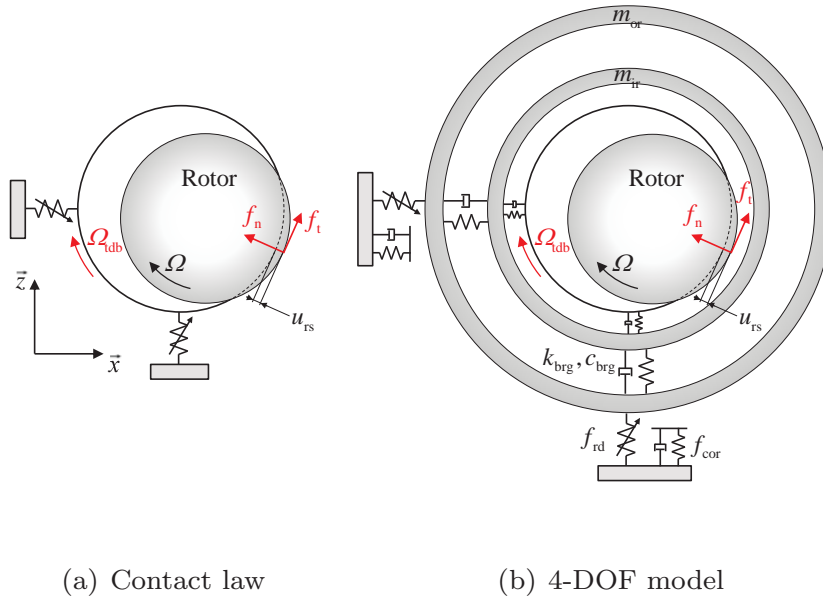 m_or
m_ir
Rotor
f_n
f_t
Ω_tdb
Ω
u_rs
z⃗
x⃗
Rotor
f_n
f_t
Ω_tdb
Ω
u_rs
k_brg, c_brg
f_rd
f_cor
(a) Contact law
(b) 4-DOF model